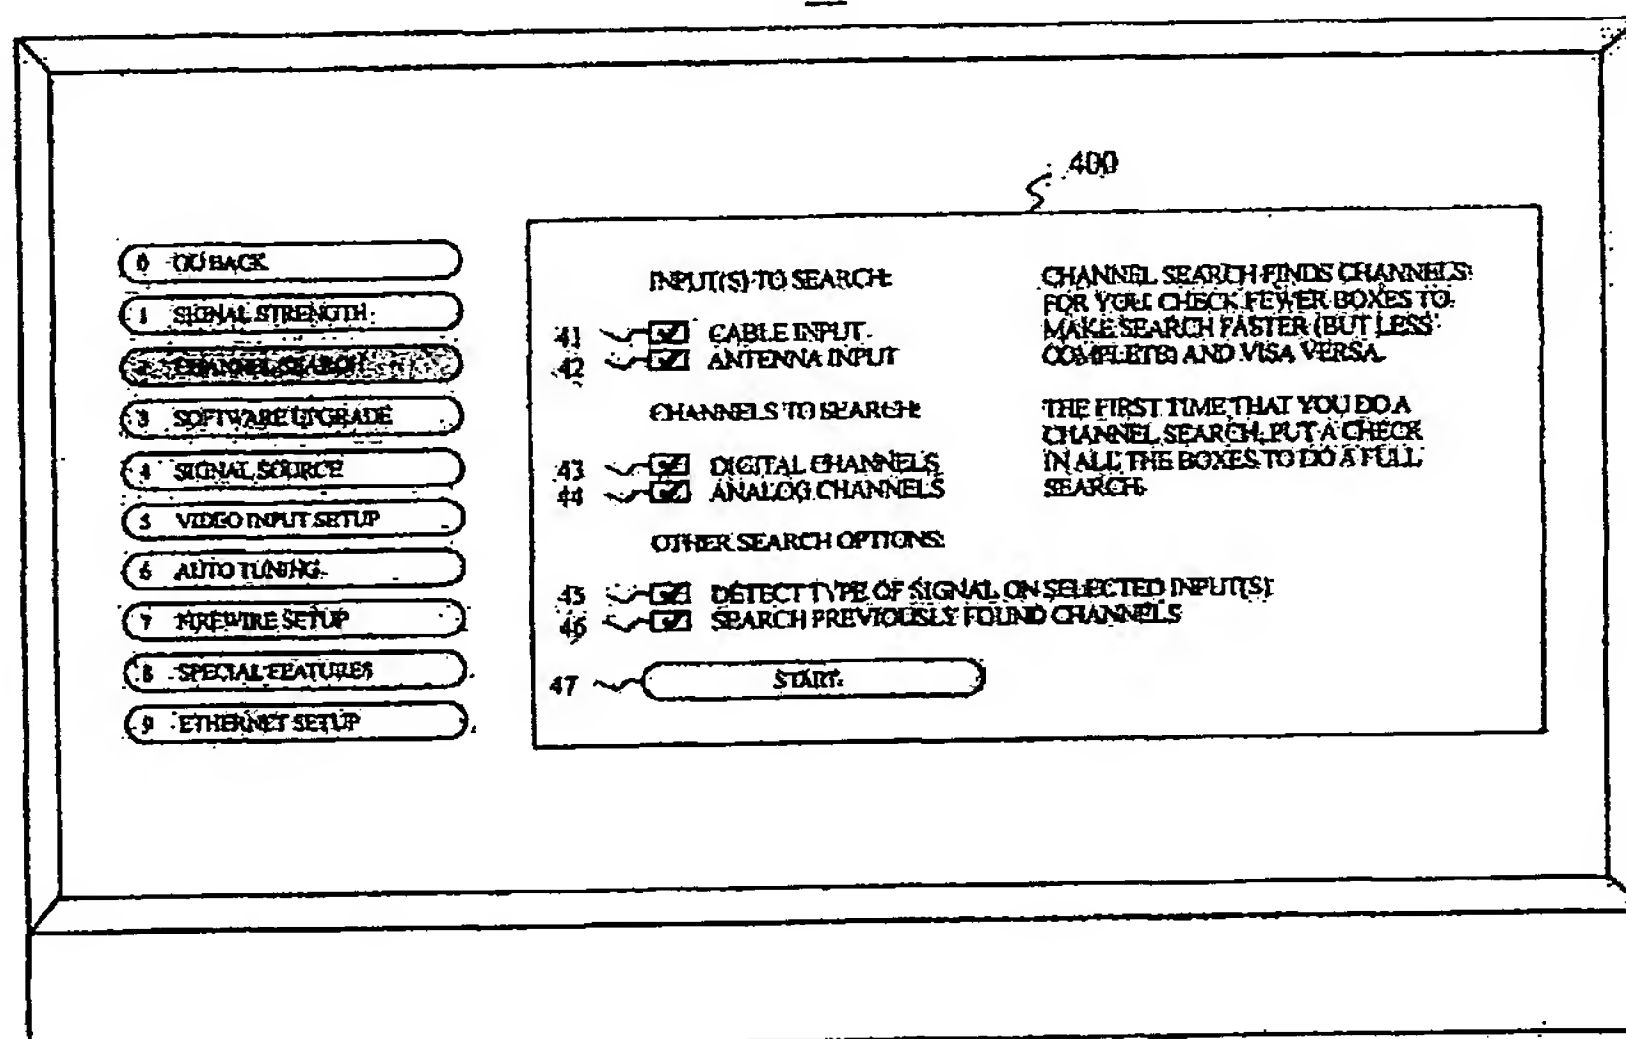 400
0 GO BACK
1 SIGNAL STRENGTH
2 CHANNEL SEARCH
3 SOFTWARE UPGRADE
4 SIGNAL SOURCE
5 VIDEO INPUT SETUP
6 AUTO TUNING
7 FIREWIRE SETUP
8 SPECIAL FEATURES
9 ETHERNET SETUP
INPUT(S) TO SEARCH:
41 CABLE INPUT
42 ANTENNA INPUT
CHANNELS TO SEARCH:
43 DIGITAL CHANNELS
44 ANALOG CHANNELS
OTHER SEARCH OPTIONS:
45 DETECT TYPE OF SIGNAL ON SELECTED INPUT(S)
46 SEARCH PREVIOUSLY FOUND CHANNELS
47 START
CHANNEL SEARCH FINDS CHANNELS
FOR YOU. CHECK FEWER BOXES TO
MAKE SEARCH FASTER (BUT LESS
COMPLETE) AND VISA VERSA.
THE FIRST TIME THAT YOU DO A
CHANNEL SEARCH, PUT A CHECK
IN ALL THE BOXES TO DO A FULL
SEARCH.